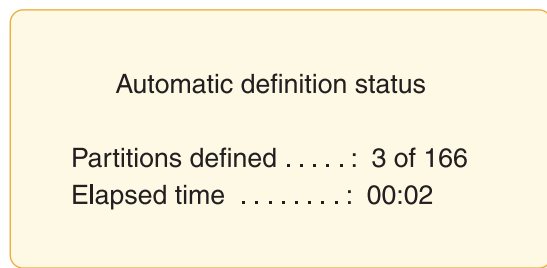 Automatic definition status
Partitions defined . . . . . :  3 of 166
Elapsed time  . . . . . . . . :  00:02